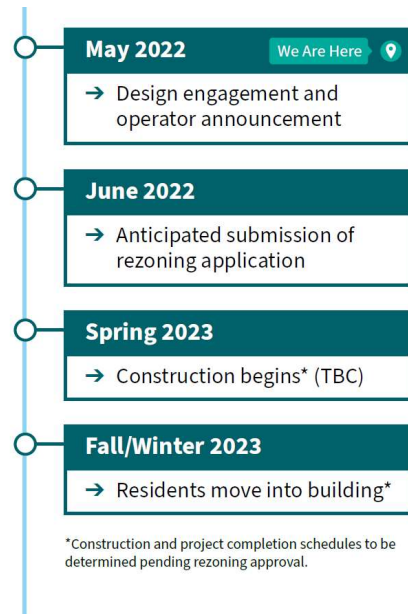 May 2022 We Are Here
→ Design engagement and
operator announcement
June 2022
→ Anticipated submission of
rezoning application
Spring 2023
→ Construction begins* (TBC)
Fall/Winter 2023
→ Residents move into building*
*Construction and project completion schedules to be
determined pending rezoning approval.